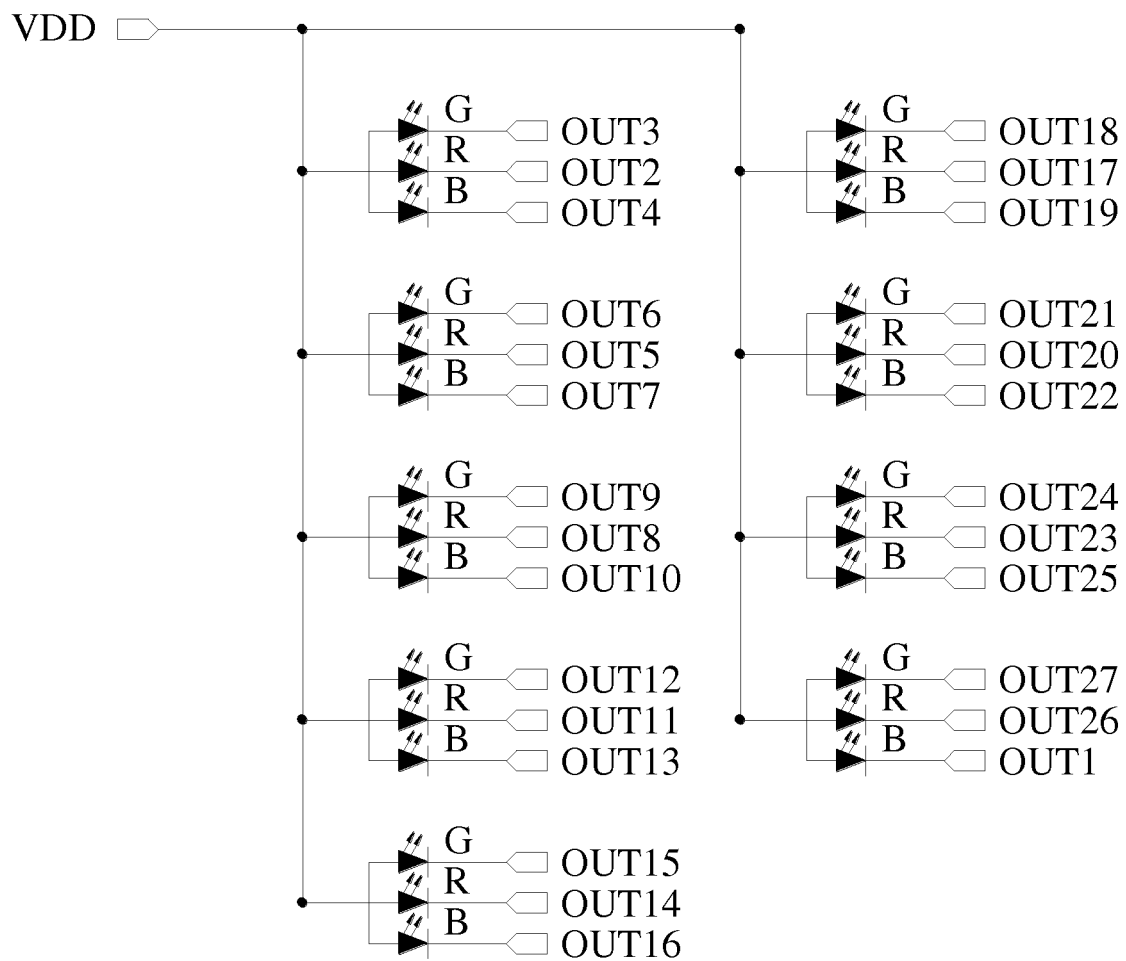 VDD
G
OUT3
R
OUT2
B
OUT4
G
OUT6
R
OUT5
B
OUT7
G
OUT9
R
OUT8
B
OUT10
G
OUT12
R
OUT11
B
OUT13
G
OUT15
R
OUT14
B
OUT16
G
OUT18
R
OUT17
B
OUT19
G
OUT21
R
OUT20
B
OUT22
G
OUT24
R
OUT23
B
OUT25
G
OUT27
R
OUT26
B
OUT1